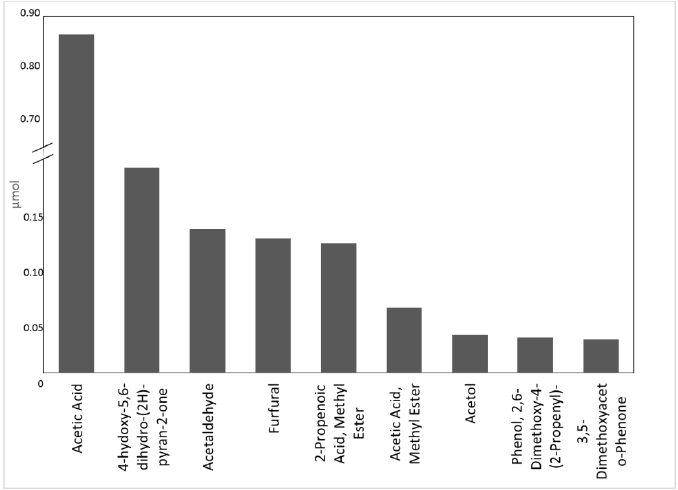 0.90
0.80
0.70
µmol
0.15
0.10
0.05
0
Acetic Acid
4-hydoxy-5,6-
dihydro-(2H)-
pyran-2-one
Acetaldehyde
Furfural
2-Propenoic
Acid, Methyl
Ester
Acetic Acid,
Methyl Ester
Acetol
Phenol, 2,6-
Dimethoxy-4-
(2-Propenyl)-
3,5-
Dimethoxyacet
o-Phenone